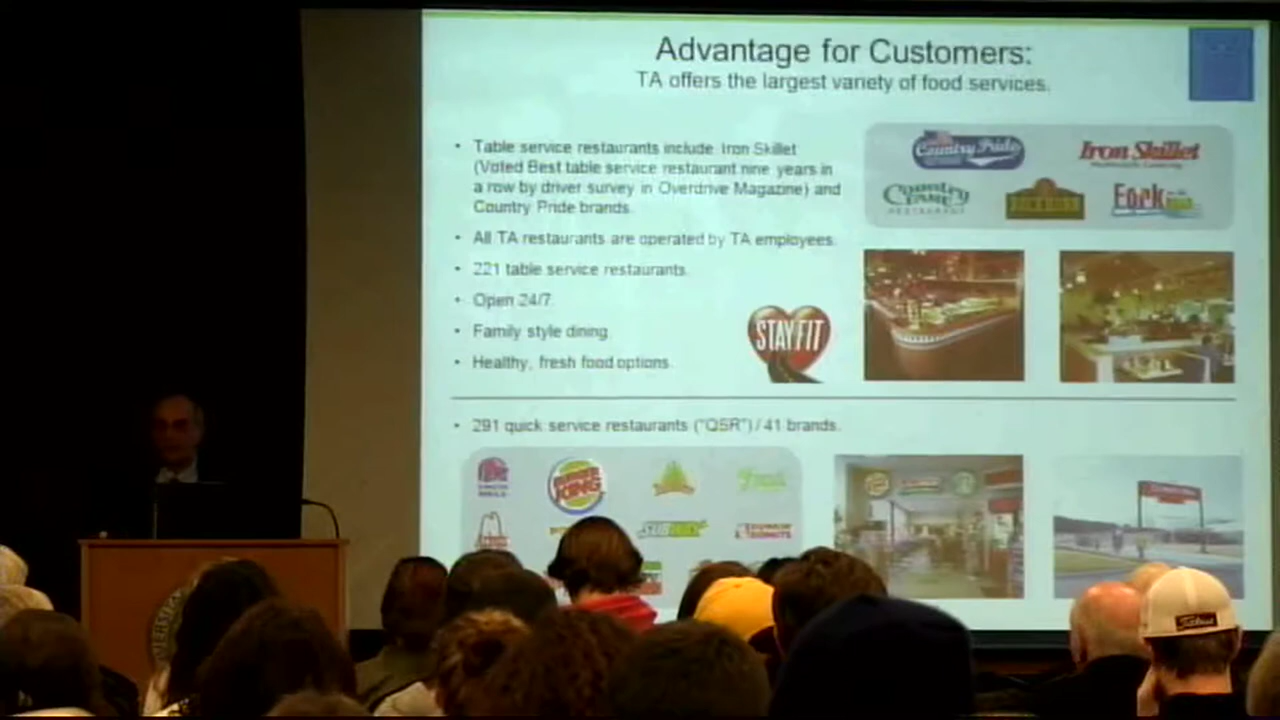 Advantage for Customers:
TA offers the largest variety of food services.
• Table service restaurants include Iron Skillet
(Voted Best table service restaurant nine years in
a row by driver survey in Overdrive Magazine) and
Country Pride brands.
• All TA restaurants are operated by TA employees.
• 221 table service restaurants.
• Open 24/7.
• Family style dining.
• Healthy, fresh food options.
Country Pride
Iron Skillet
Country
RESTAURANT
Fork
STAY FIT
• 291 quick service restaurants ("QSR") / 41 brands.
BURGER
KING
SUBWAY
DUNKIN'
DONUTS
Titleist